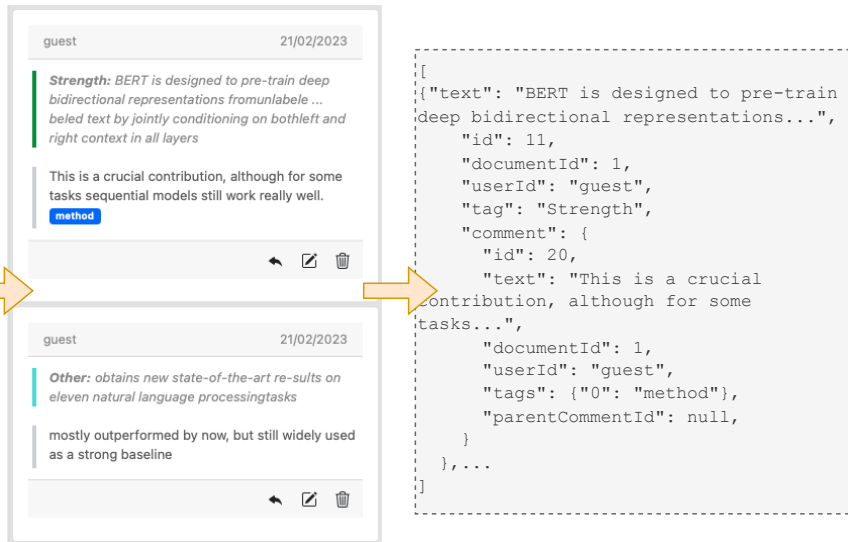 guest 21/02/2023
Strength: BERT is designed to pre-train deep
bidirectional representations fromunlabele ...
beled text by jointly conditioning on bothleft and
right context in all layers
This is a crucial contribution, although for some
tasks sequential models still work really well.
method
guest 21/02/2023
Other: obtains new state-of-the-art re-sults on
eleven natural language processingtasks
mostly outperformed by now, but still widely used
as a strong baseline
[
{"text": "BERT is designed to pre-train
deep bidirectional representations...",
"id": 11,
"documentId": 1,
"userId": "guest",
"tag": "Strength",
"comment": {
"id": 20,
"text": "This is a crucial
contribution, although for some
tasks...",
"documentId": 1,
"userId": "guest",
"tags": {"0": "method"},
"parentCommentId": null,
}
},...
]